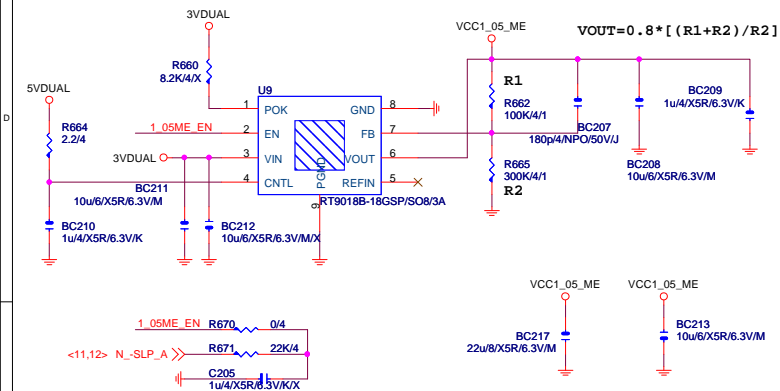 3VDUAL
VCC1_05_ME
VOUT=0.8*[(R1+R2)/R2]
R660
8.2K/4/X
5VDUAL
U9
R1
BC209
1u/4/X5R/6.3V/K
1 POK GND 8
R662
100K/4/1
D
R664
2.2/4
1_05ME_EN 2 EN FB 7
BC207
180p/4/NPO/50V/J
3VDUAL 3 VIN VOUT 6
BC208
10u/6/X5R/6.3V/M
4 CNTL PGND REFIN 5
R665
300K/4/1
R2
BC211
10u/6/X5R/6.3V/M
9
RT9018B-18GSP/SO8/3A
BC210
1u/4/X5R/6.3V/K
BC212
10u/6/X5R/6.3V/M/X
VCC1_05_ME
VCC1_05_ME
1_05ME_EN R670 0/4
BC213
10u/6/X5R/6.3V/M
<11,12> N_-SLP_A R671 22K/4
BC217
22u/8/X5R/6.3V/M
C205
1u/4/X5R/6.3V/K/X